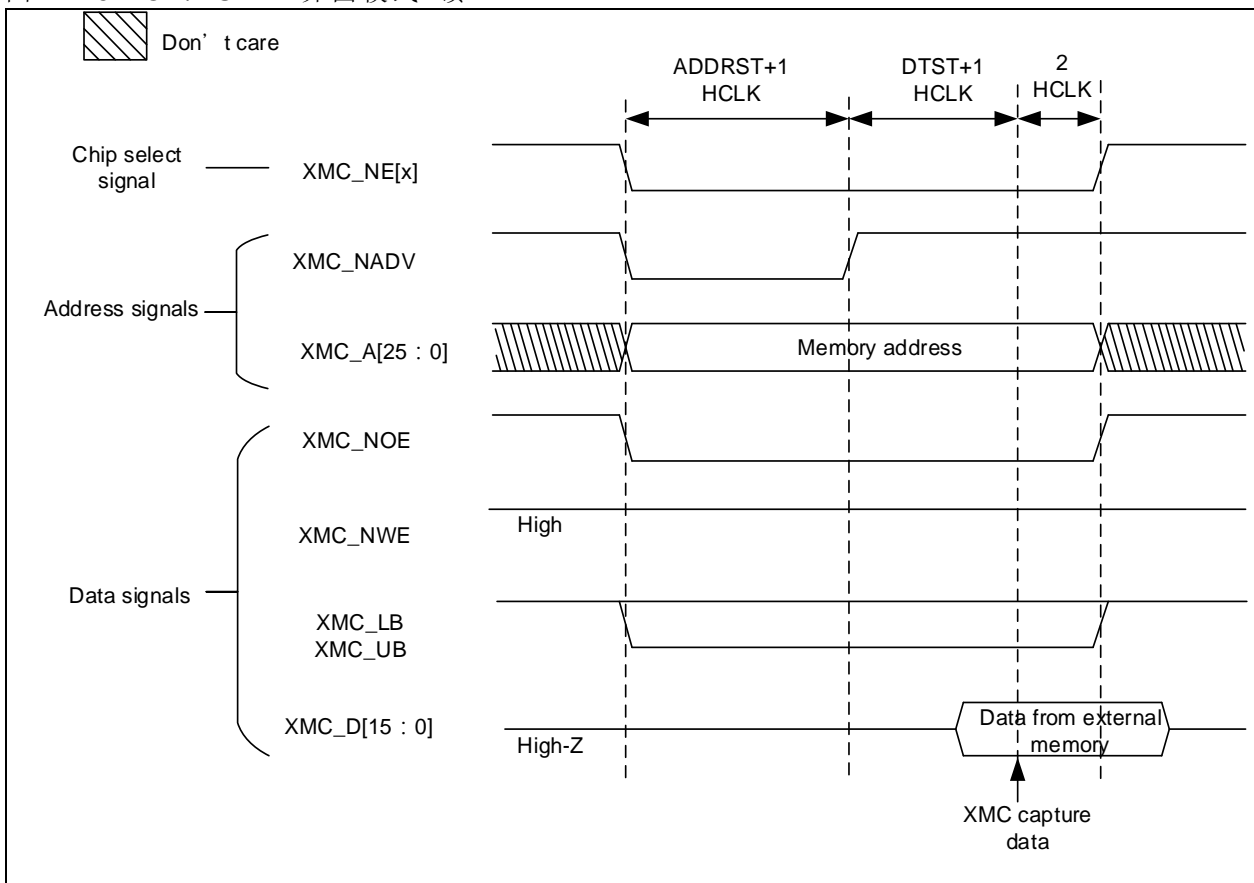 Don’t care
ADDRST+1
HCLK
DTST+1
HCLK
2
HCLK
Chip select
signal
XMC_NE[x]
XMC_NADV
Address signals
XMC_A[25：0]
Memory address
XMC_NOE
XMC_NWE
High
Data signals
XMC_LB
XMC_UB
XMC_D[15：0]
High-Z
Data from external
memory
XMC capture
data